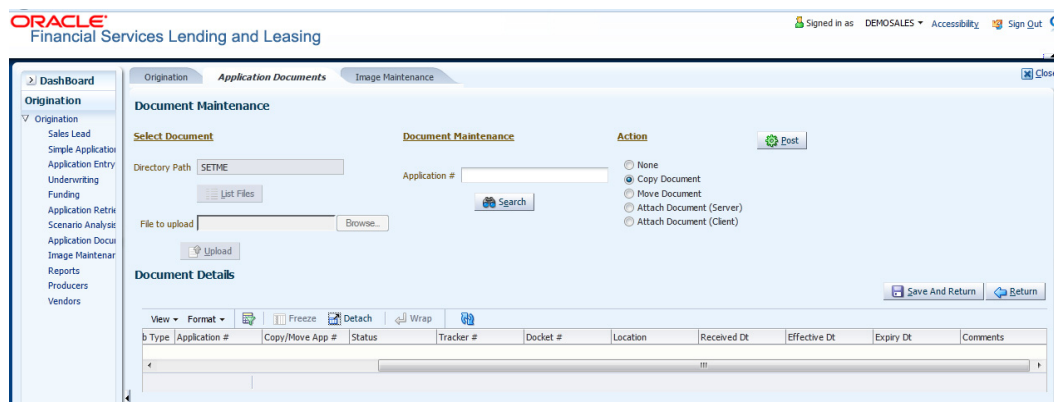 ORACLE®
Financial Services Lending and Leasing
Signed in as DEMOSALES Accessibility Sign Out
DashBoard
Origination
Origination
Sales Lead
Simple Application
Application Entry
Underwriting
Funding
Application Retrie
Scenario Analysis
Application Docum
Image Maintenan
Reports
Producers
Vendors
Origination Application Documents Image Maintenance
Close
Document Maintenance
Select Document Document Maintenance Action
Post
Directory Path SETME
Application #
None
Copy Document
Move Document
Attach Document (Server)
Attach Document (Client)
List Files
Search
File to upload Browse...
Upload
Document Details
Save And Return Return
View Format Freeze Detach Wrap
b Type Application # Copy/Move App # Status Tracker # Docket # Location Received Dt Effective Dt Expiry Dt Comments